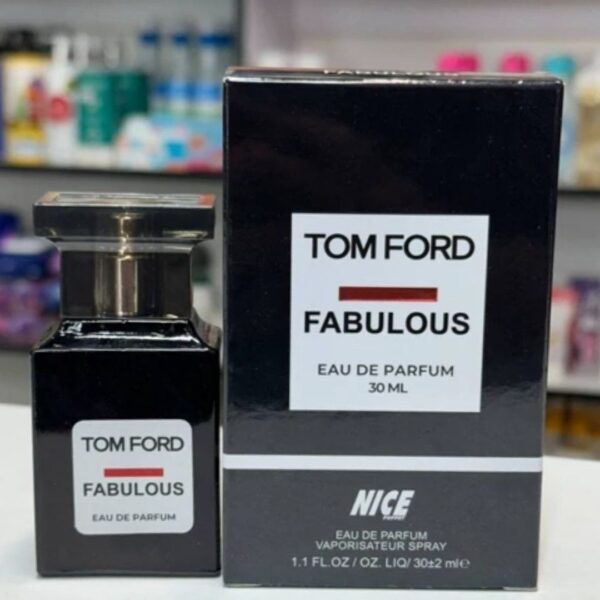 FABULOUS
TOM FORD
FABULOUS
EAU DE PARFUM
30 ML
NICE
EAU DE PARFUM
VAPORISATEUR SPRAY
1.1 FL.OZ / OZ. LIQ/ 30±2 ml℮
TOM FORD
FABULOUS
EAU DE PARFUM